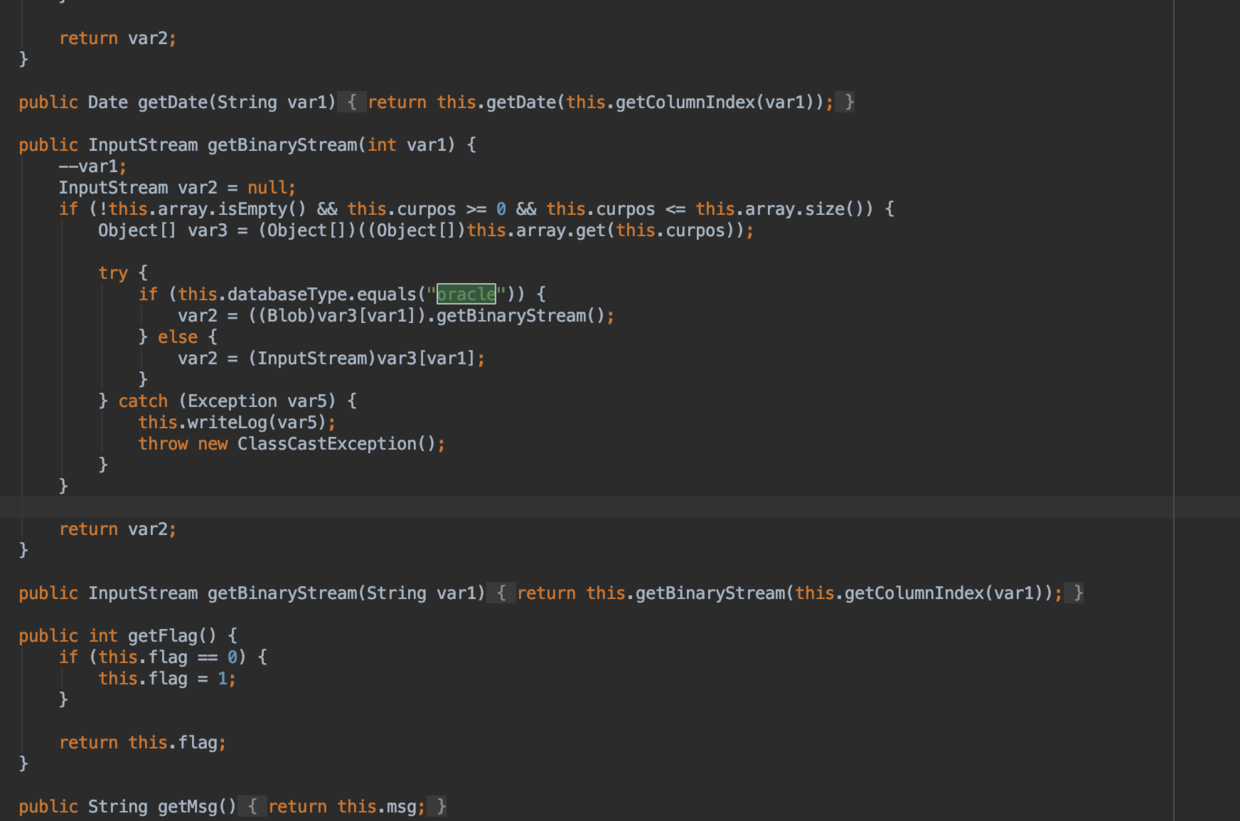 }
return var2;
}
public Date getDate(String var1) { return this.getDate(this.getColumnIndex(var1)); }
public InputStream getBinaryStream(int var1) {
--var1;
InputStream var2 = null;
if (!this.array.isEmpty() && this.curpos >= 0 && this.curpos <= this.array.size()) {
Object[] var3 = (Object[])((Object[])this.array.get(this.curpos));
try {
if (this.databaseType.equals("oracle")) {
var2 = ((Blob)var3[var1]).getBinaryStream();
} else {
var2 = (InputStream)var3[var1];
}
} catch (Exception var5) {
this.writeLog(var5);
throw new ClassCastException();
}
}
return var2;
}
public InputStream getBinaryStream(String var1) { return this.getBinaryStream(this.getColumnIndex(var1)); }
public int getFlag() {
if (this.flag == 0) {
this.flag = 1;
}
return this.flag;
}
public String getMsg() { return this.msg; }